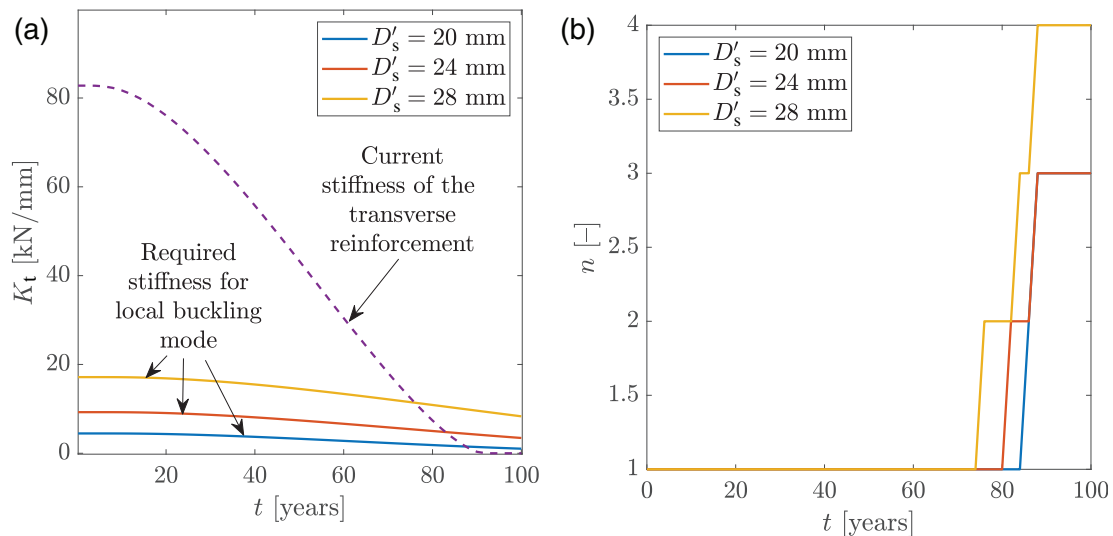 (a)
D′s = 20 mm
D′s = 24 mm
D′s = 28 mm
Current
stiffness of the
transverse
reinforcement
Required
stiffness for
local buckling
mode
Kt [kN/mm]
80
60
40
20
0
20 40 60 80 100
t [years]
(b)
D′s = 20 mm
D′s = 24 mm
D′s = 28 mm
n [−]
4
3.5
3
2.5
2
1.5
1
0 20 40 60 80 100
t [years]